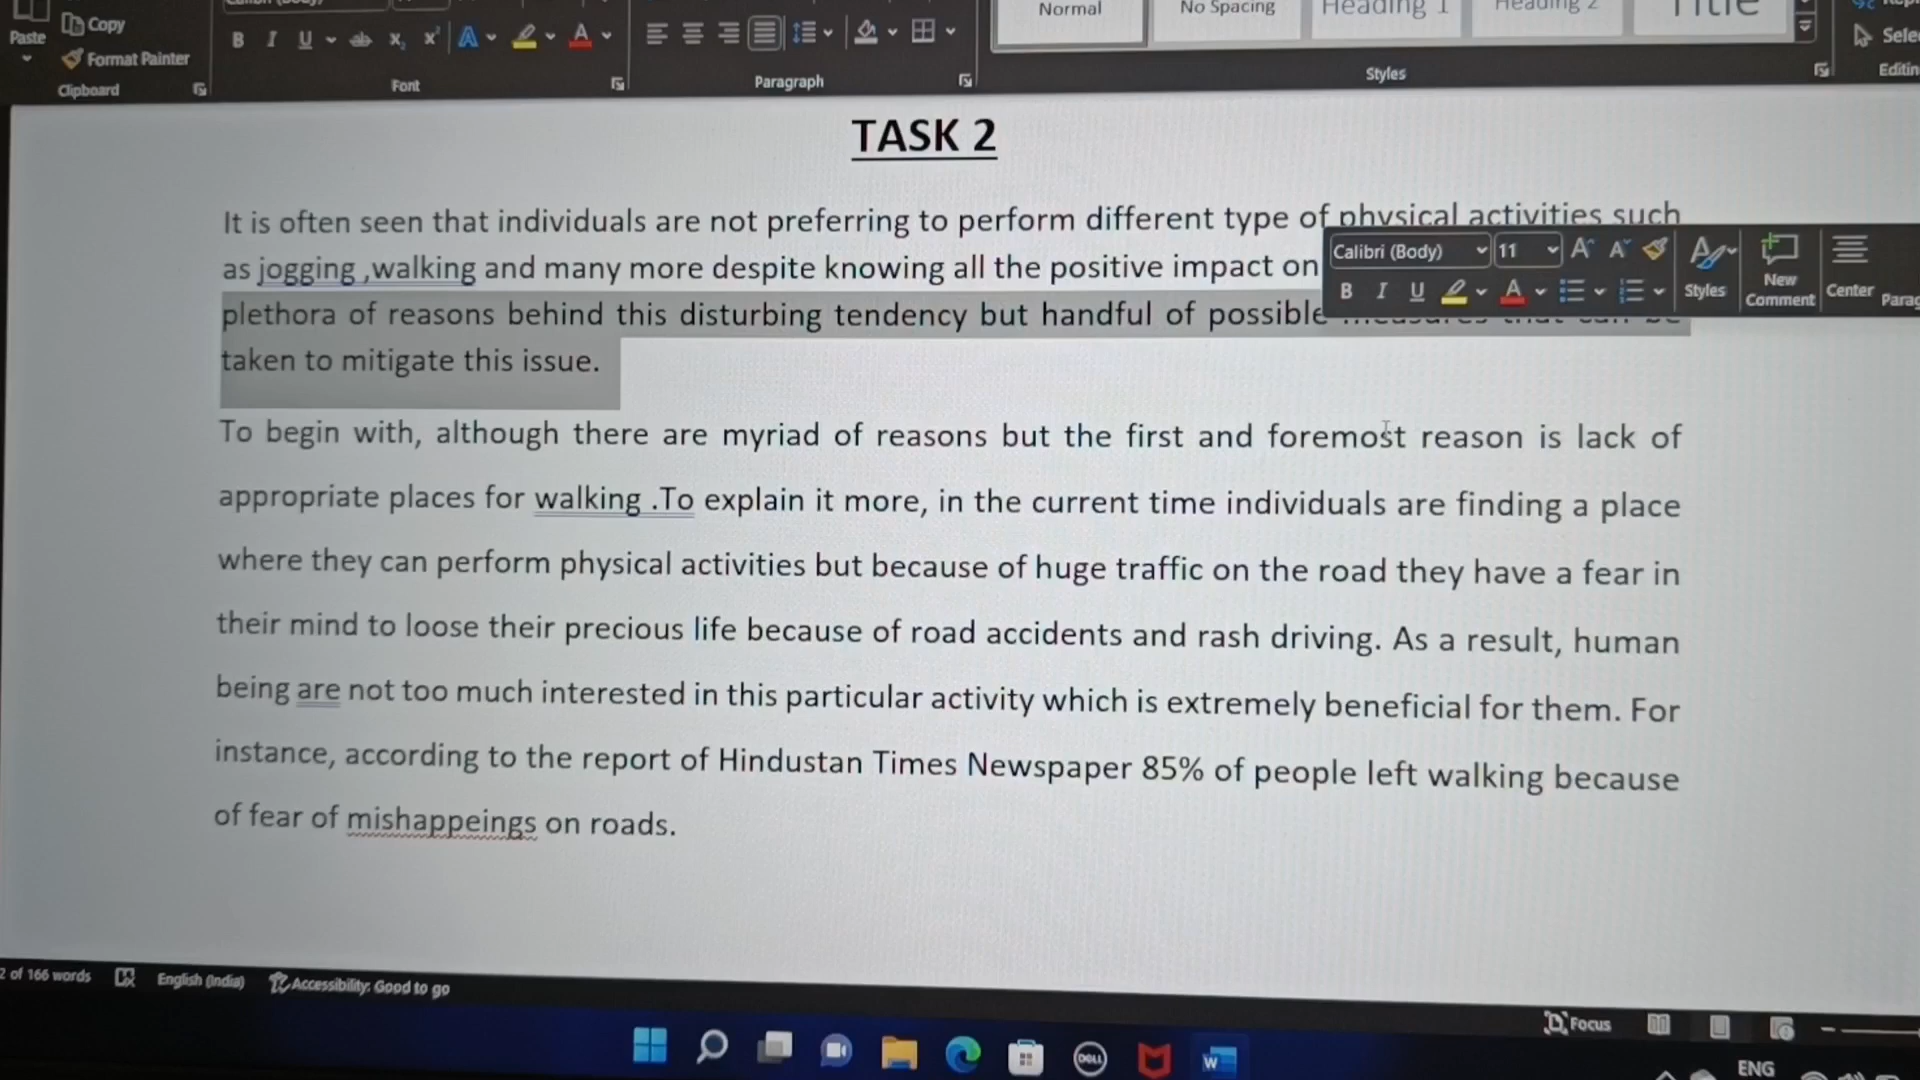 Paste
Copy
Format Painter
Clipboard
B I U ab x₂ x² A A
Font
Paragraph
Normal
No Spacing
Heading 1
Heading 2
Title
Styles
TASK 2
It is often seen that individuals are not preferring to perform different type of physical activities such
as jogging ,walking and many more despite knowing all the positive impact on
plethora of reasons behind this disturbing tendency but handful of possible measures that can be
taken to mitigate this issue.
Calibri (Body) 11 A A
B I U A
Styles
New
Comment
Center
To begin with, although there are myriad of reasons but the first and foremost reason is lack of
appropriate places for walking .To explain it more, in the current time individuals are finding a place
where they can perform physical activities but because of huge traffic on the road they have a fear in
their mind to loose their precious life because of road accidents and rash driving. As a result, human
being are not too much interested in this particular activity which is extremely beneficial for them. For
instance, according to the report of Hindustan Times Newspaper 85% of people left walking because
of fear of mishappeings on roads.
2 of 166 words
English (India)
Accessibility: Good to go
Focus
DELL
W
ENG